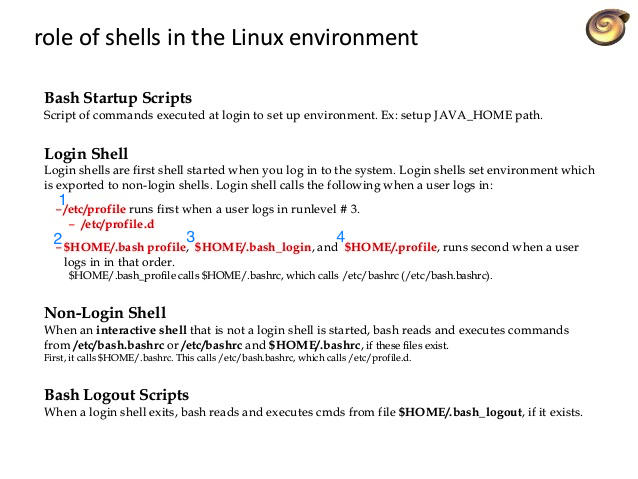 role of shells in the Linux environment
Bash Startup Scripts
Script of commands executed at login to set up environment. Ex: setup JAVA_HOME path.
Login Shell
Login shells are first shell started when you log in to the system. Login shells set environment which
is exported to non-login shells. Login shell calls the following when a user logs in:
1
–/etc/profile runs first when a user logs in runlevel # 3.
– /etc/profile.d
2 3 4
–$HOME/.bash profile, $HOME/.bash_login, and $HOME/.profile, runs second when a user
logs in in that order.
$HOME/.bash_profile calls $HOME/.bashrc, which calls /etc/bashrc (/etc/bash.bashrc).
Non-Login Shell
When an interactive shell that is not a login shell is started, bash reads and executes commands
from /etc/bash.bashrc or /etc/bashrc and $HOME/.bashrc, if these files exist.
First, it calls $HOME/.bashrc. This calls /etc/bash.bashrc, which calls /etc/profile.d.
Bash Logout Scripts
When a login shell exits, bash reads and executes cmds from file $HOME/.bash_logout, if it exists.